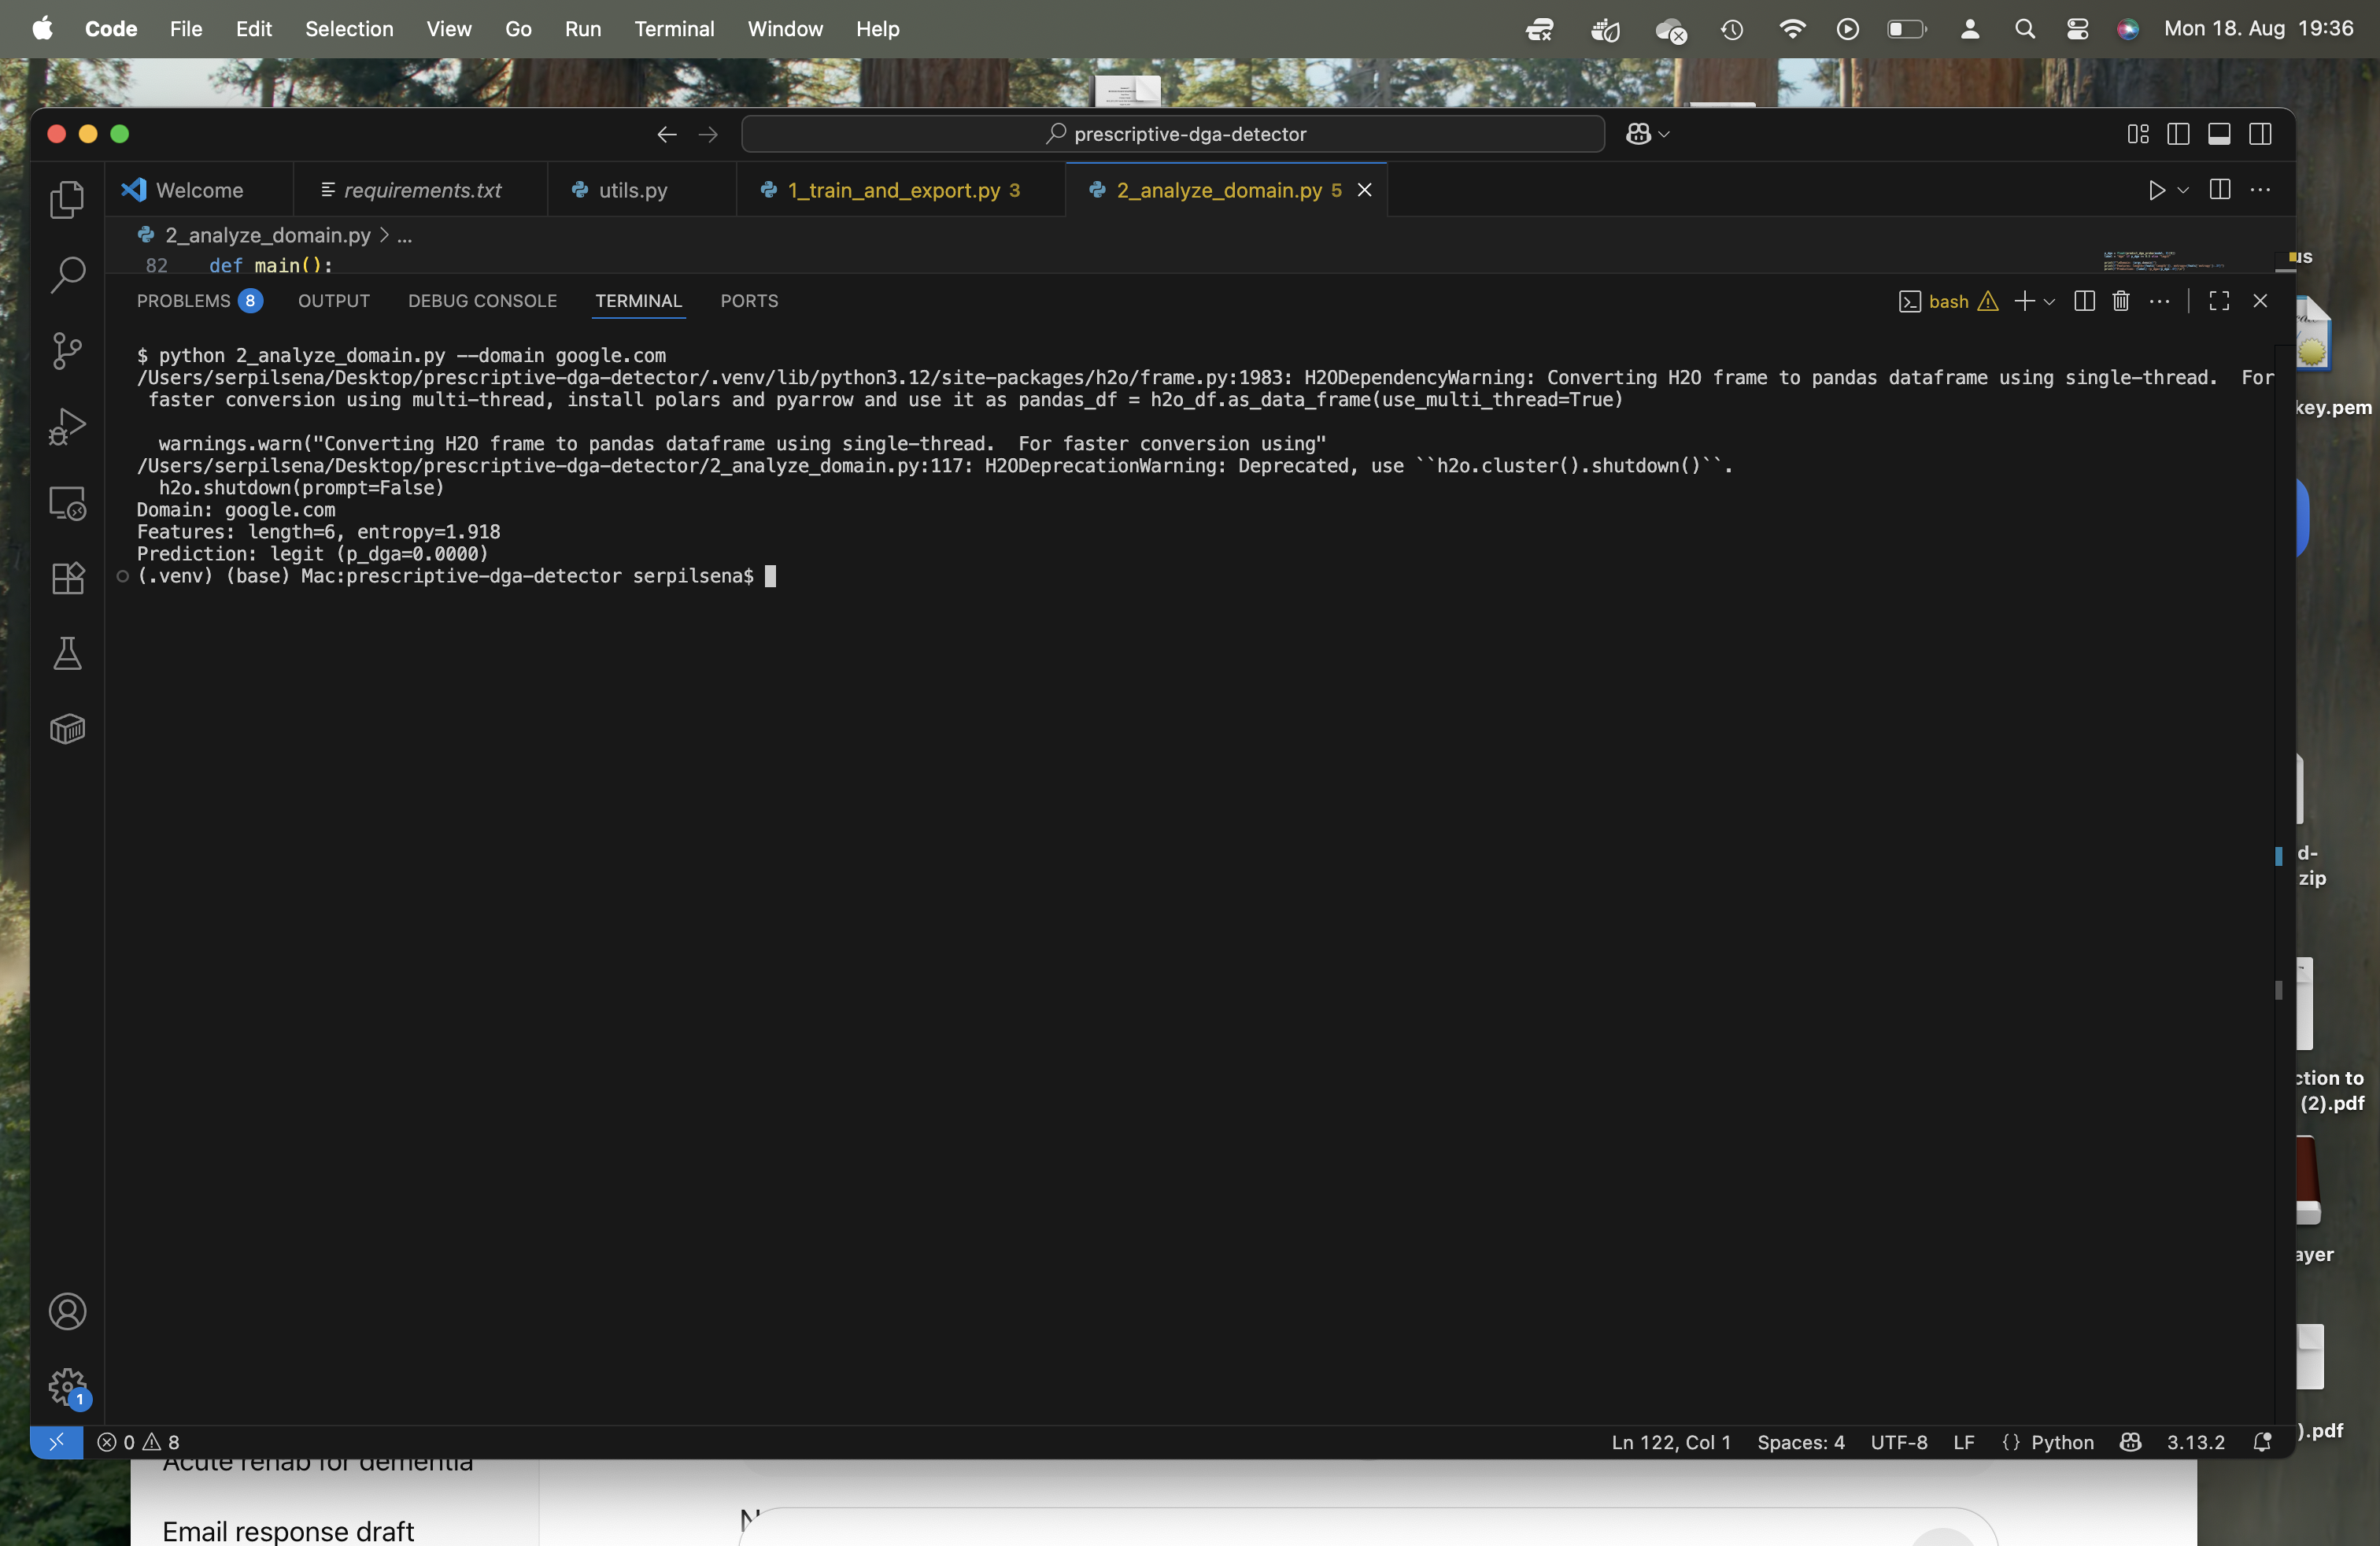 Code File Edit Selection View Go Run Terminal Window Help Mon 18. Aug 19:36
prescriptive-dga-detector
Welcome requirements.txt utils.py 1_train_and_export.py 3 2_analyze_domain.py 5
2_analyze_domain.py > ...
82 def main():
PROBLEMS 8 OUTPUT DEBUG CONSOLE TERMINAL PORTS bash
$ python 2_analyze_domain.py --domain google.com
/Users/serpilsena/Desktop/prescriptive-dga-detector/.venv/lib/python3.12/site-packages/h2o/frame.py:1983: H2ODependencyWarning: Converting H2O frame to pandas dataframe using single-thread.  For
 faster conversion using multi-thread, install polars and pyarrow and use it as pandas_df = h2o_df.as_data_frame(use_multi_thread=True)
  warnings.warn("Converting H2O frame to pandas dataframe using single-thread.  For faster conversion using"
/Users/serpilsena/Desktop/prescriptive-dga-detector/2_analyze_domain.py:117: H2ODeprecationWarning: Deprecated, use ``h2o.cluster().shutdown()``.
  h2o.shutdown(prompt=False)
Domain: google.com
Features: length=6, entropy=1.918
Prediction: legit (p_dga=0.0000)
(.venv) (base) Mac:prescriptive-dga-detector serpilsena$
1
0 8 Ln 122, Col 1 Spaces: 4 UTF-8 LF {} Python 3.13.2
us
key.pem
d-
zip
ction to
(2).pdf
ayer
).pdf
Acute rehab for dementia
Email response draft